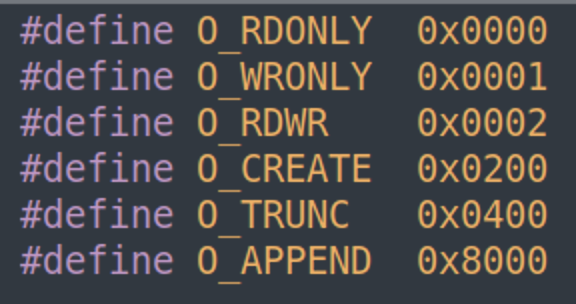 #define O_RDONLY  0x0000
#define O_WRONLY  0x0001
#define O_RDWR    0x0002
#define O_CREATE  0x0200
#define O_TRUNC   0x0400
#define O_APPEND  0x8000